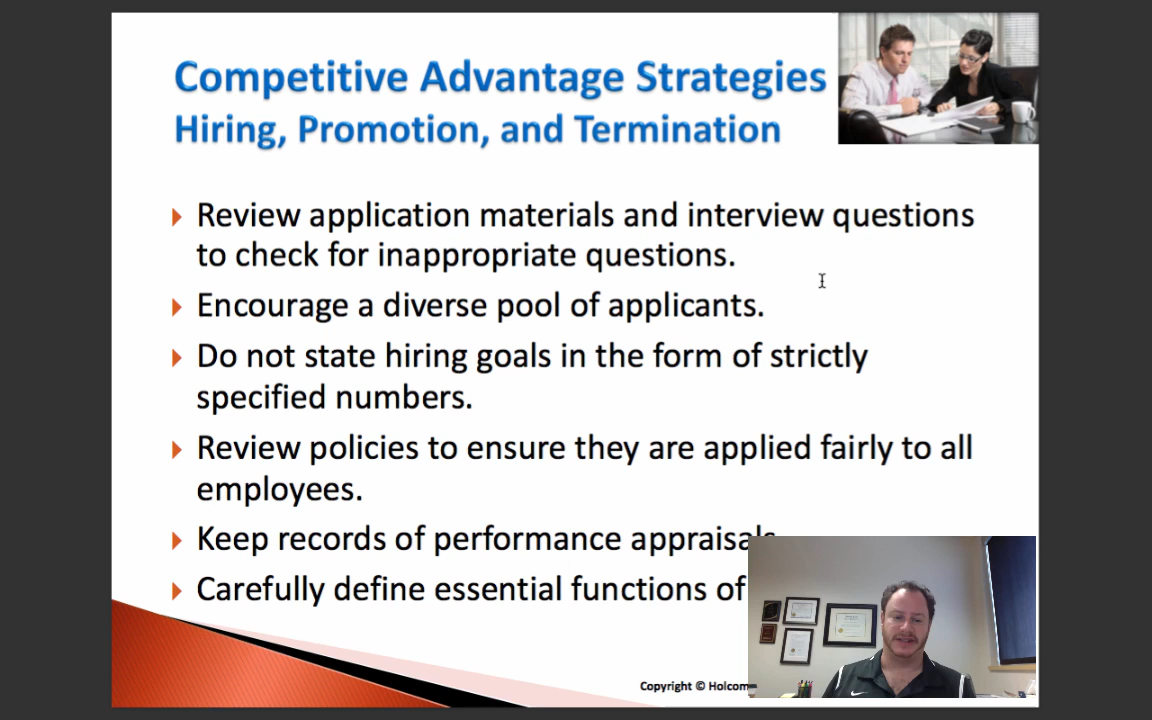 Competitive Advantage Strategies
Hiring, Promotion, and Termination
Review application materials and interview questions
to check for inappropriate questions.
Encourage a diverse pool of applicants.
Do not state hiring goals in the form of strictly
specified numbers.
Review policies to ensure they are applied fairly to all
employees.
Keep records of performance appraisals
Carefully define essential functions of
Copyright © Holcom